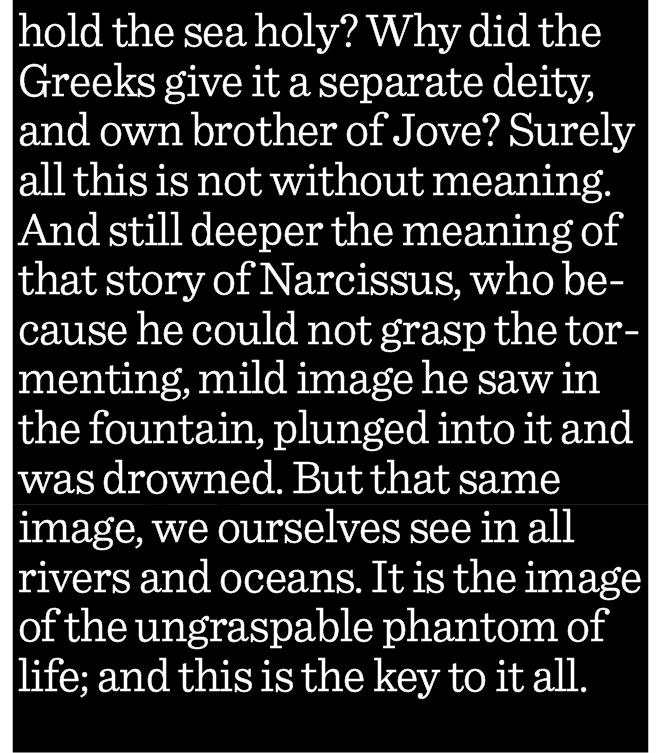 hold the sea holy? Why did the
Greeks give it a separate deity,
and own brother of Jove? Surely
all this is not without meaning.
And still deeper the meaning of
that story of Narcissus, who be-
cause he could not grasp the tor-
menting, mild image he saw in
the fountain, plunged into it and
was drowned. But that same
image, we ourselves see in all
rivers and oceans. It is the image
of the ungraspable phantom of
life; and this is the key to it all.